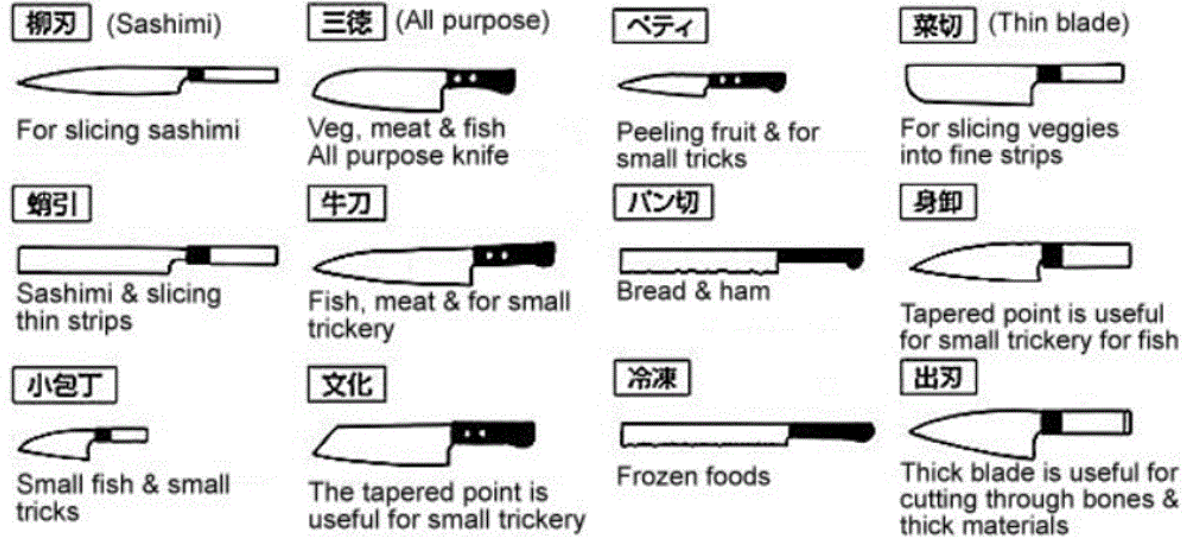 柳刃 (Sashimi)
For slicing sashimi
三徳 (All purpose)
Veg, meat & fish
All purpose knife
ペティ
Peeling fruit & for
small tricks
菜切 (Thin blade)
For slicing veggies
into fine strips
蛸引
Sashimi & slicing
thin strips
牛刀
Fish, meat & for small
trickery
パン切
Bread & ham
身卸
Tapered point is useful
for small trickery for fish
小包丁
Small fish & small
tricks
文化
The tapered point is
useful for small trickery
冷凍
Frozen foods
出刃
Thick blade is useful for
cutting through bones &
thick materials